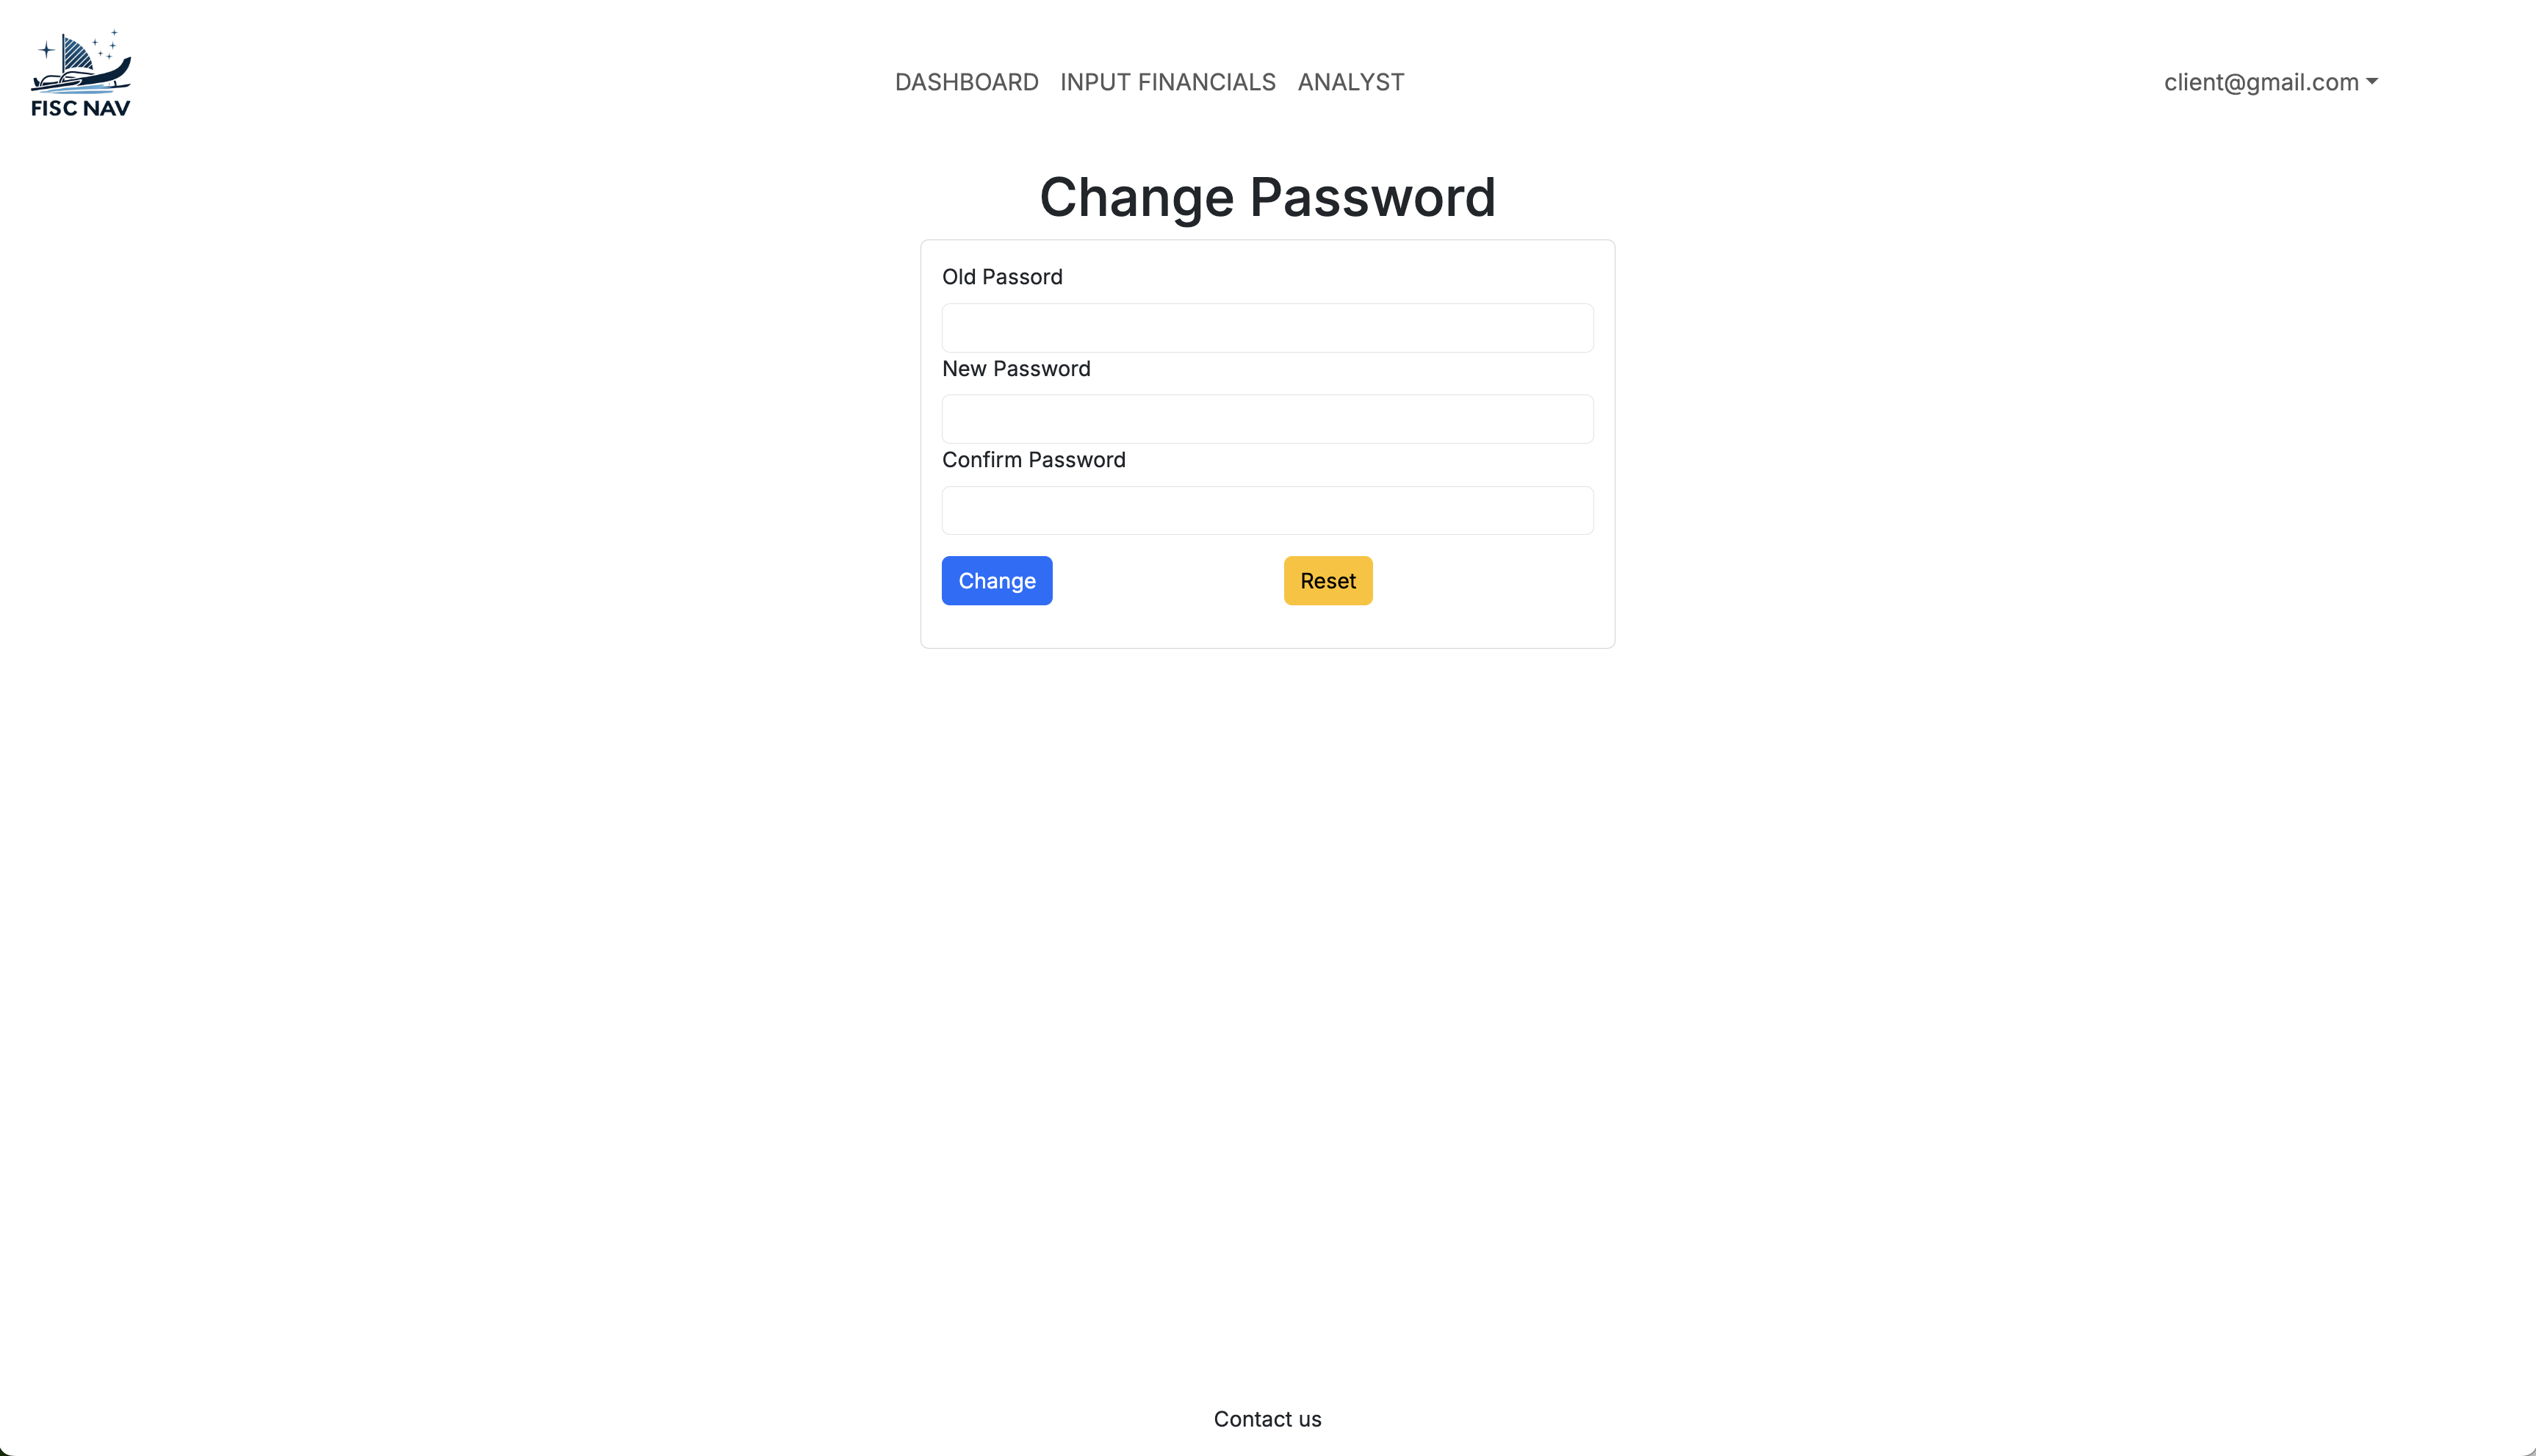 FISC NAV
DASHBOARD INPUT FINANCIALS ANALYST
client@gmail.com
Change Password
Old Passord
New Password
Confirm Password
Change Reset
Contact us